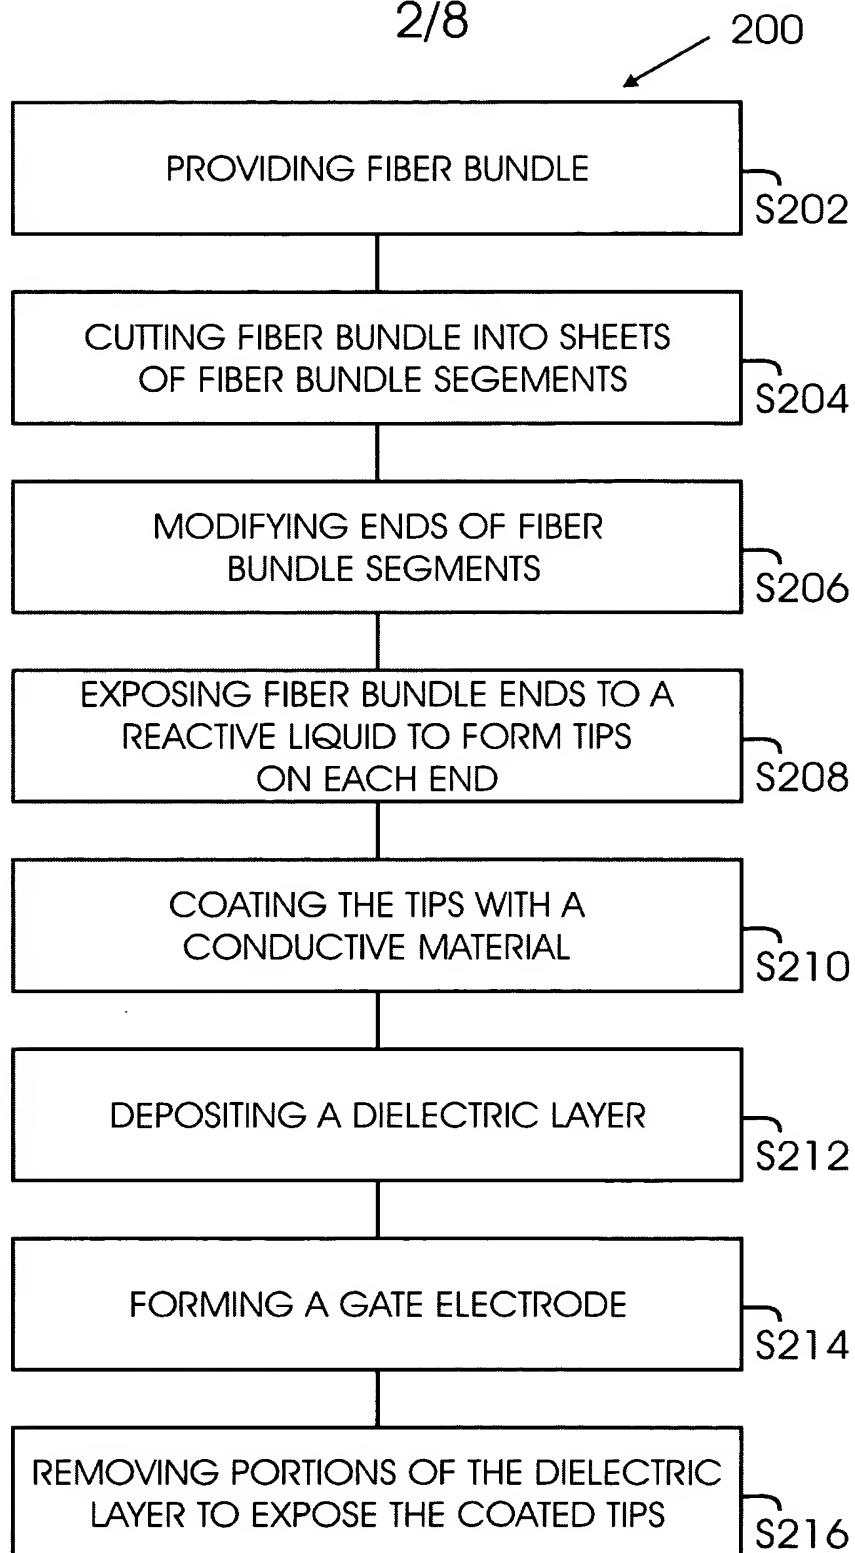 2/8
200
PROVIDING FIBER BUNDLE
S202
CUTTING FIBER BUNDLE INTO SHEETS
OF FIBER BUNDLE SEGEMENTS
S204
MODIFYING ENDS OF FIBER
BUNDLE SEGMENTS
S206
EXPOSING FIBER BUNDLE ENDS TO A
REACTIVE LIQUID TO FORM TIPS
ON EACH END
S208
COATING THE TIPS WITH A
CONDUCTIVE MATERIAL
S210
DEPOSITING A DIELECTRIC LAYER
S212
FORMING A GATE ELECTRODE
S214
REMOVING PORTIONS OF THE DIELECTRIC
LAYER TO EXPOSE THE COATED TIPS
S216